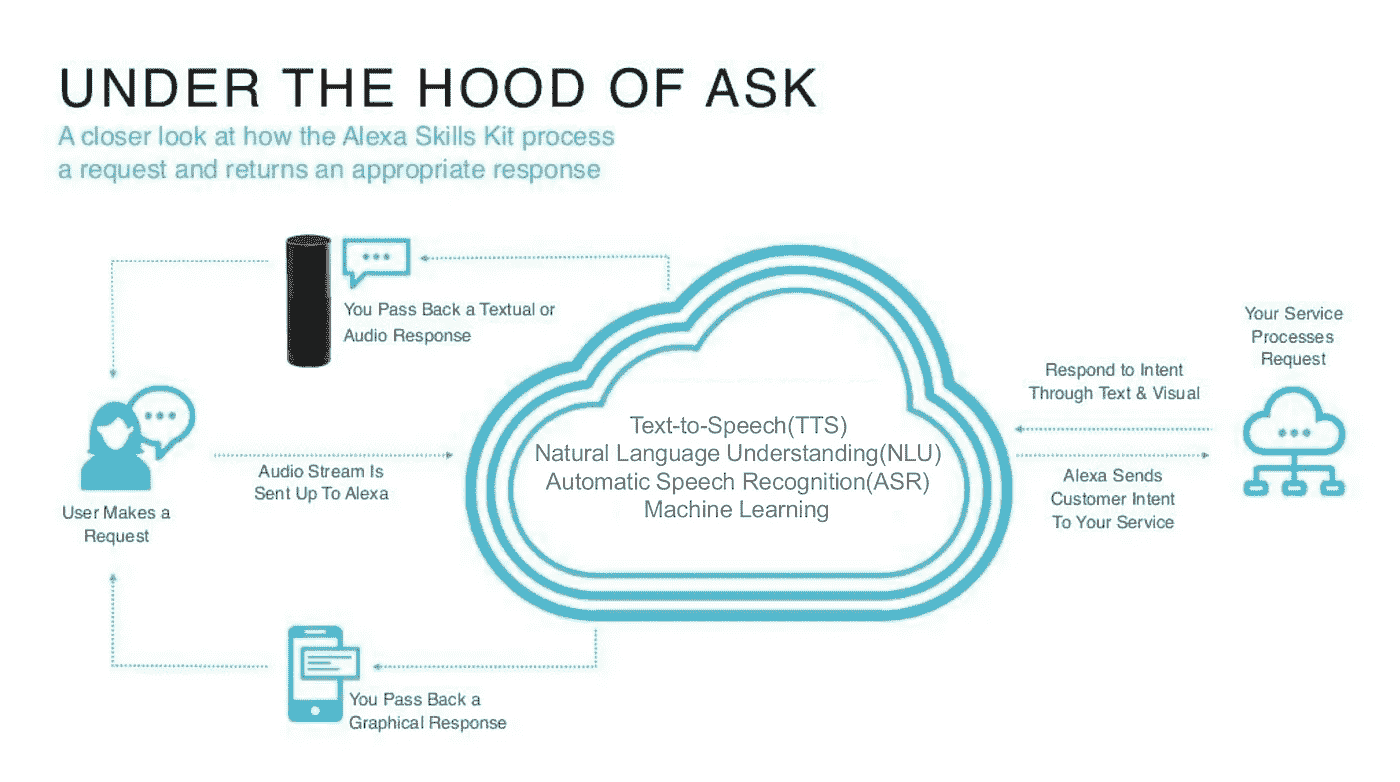 UNDER THE HOOD OF ASK
A closer look at how the Alexa Skills Kit process
a request and returns an appropriate response
You Pass Back a Textual or
Audio Response
User Makes a
Request
Audio Stream Is
Sent Up To Alexa
Text-to-Speech(TTS)
Natural Language Understanding(NLU)
Automatic Speech Recognition(ASR)
Machine Learning
Respond to Intent
Through Text & Visual
Alexa Sends
Customer Intent
To Your Service
Your Service
Processes
Request
You Pass Back a
Graphical Response